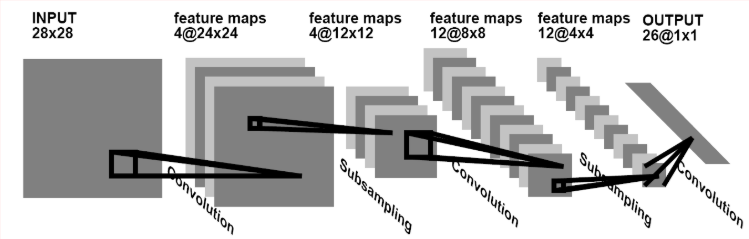 INPUT
28x28
feature maps
4@24x24
feature maps
4@12x12
feature maps
12@8x8
feature maps
12@4x4
OUTPUT
26@1x1
Convolution
Subsampling
Convolution
Subsampling
Convolution